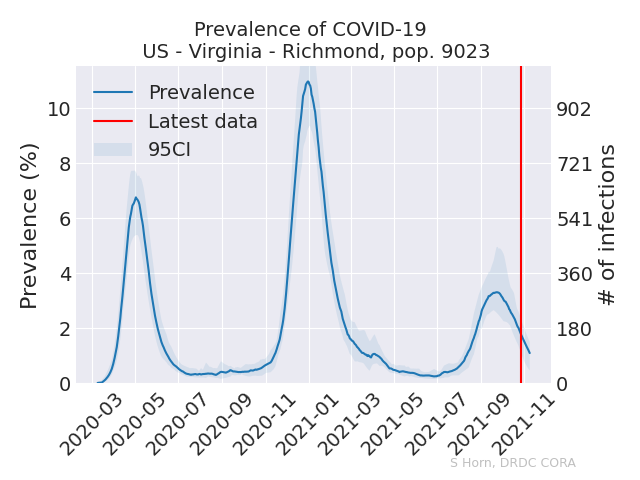 Prevalence of COVID-19
US - Virginia - Richmond, pop. 9023
Prevalence
Latest data
95CI
Prevalence (%)
10
8
6
4
2
0
# of infections
902
721
541
360
180
0
2020-03
2020-05
2020-07
2020-09
2020-11
2021-01
2021-03
2021-05
2021-07
2021-09
2021-11
S Horn, DRDC CORA